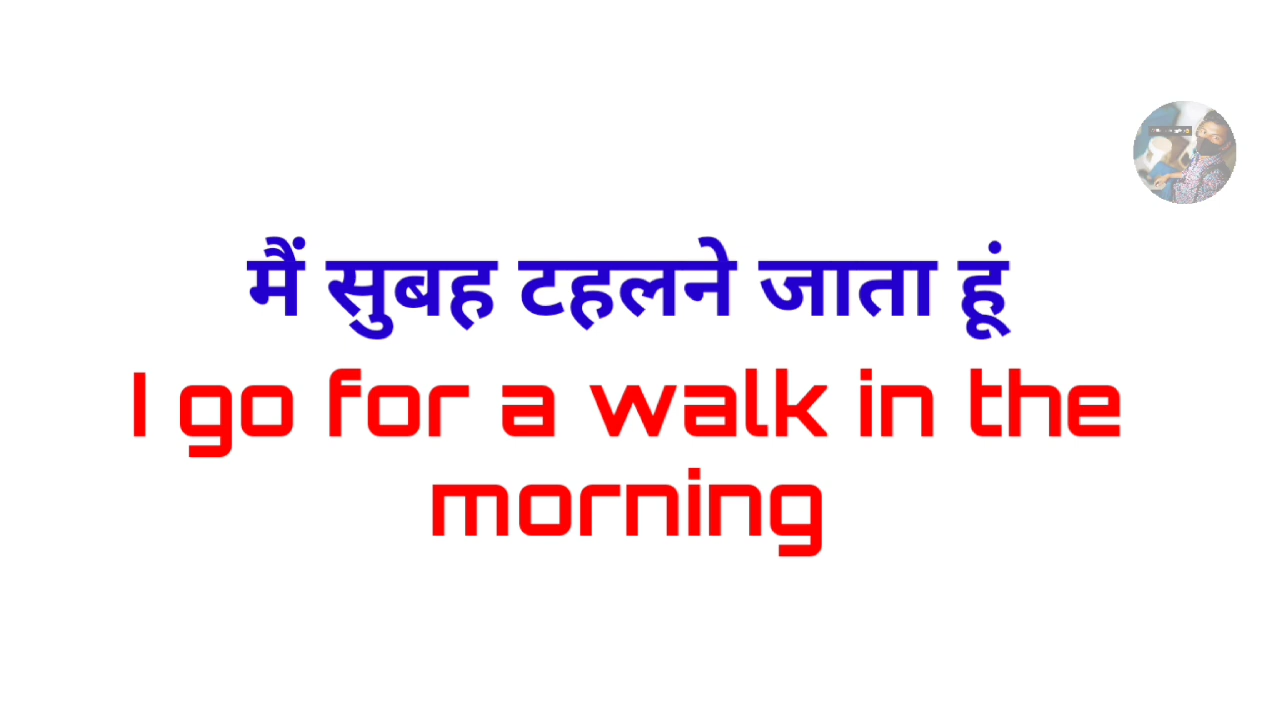 मैं सुबह टहलने जाता हूं
I go for a walk in the
morning